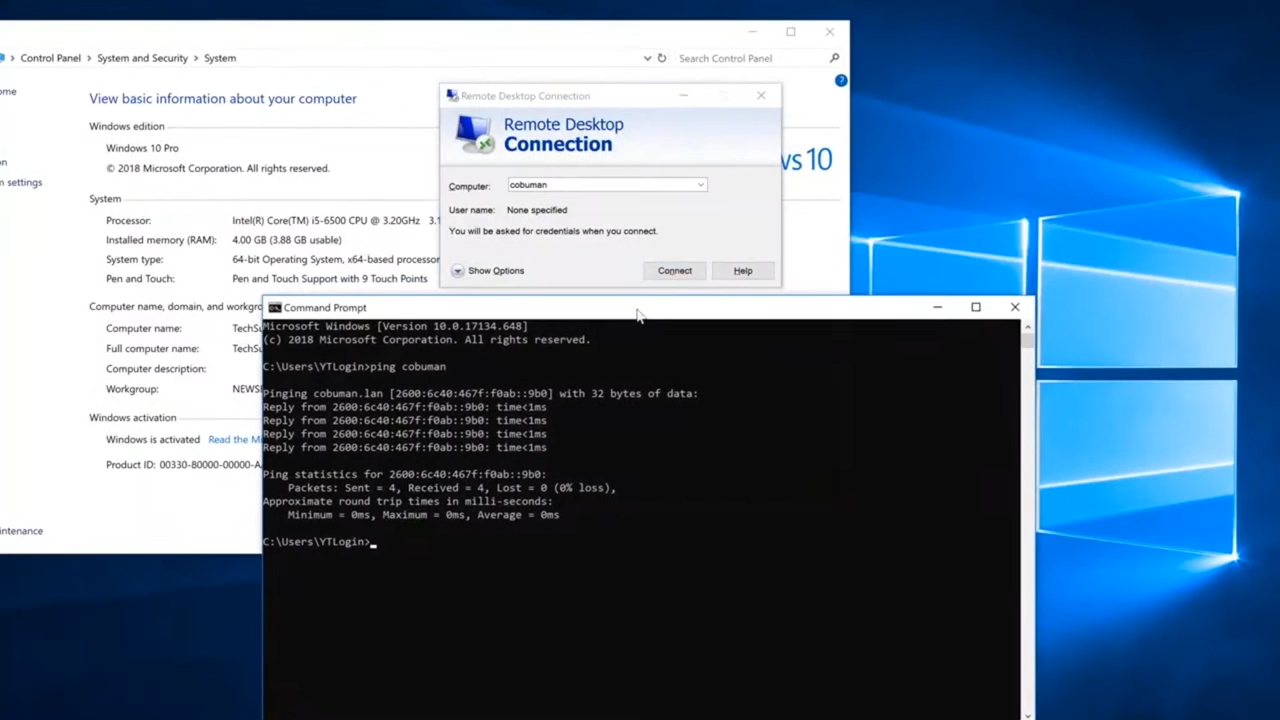 Control Panel > System and Security > System
Search Control Panel
ome
View basic information about your computer
Windows edition
Windows 10 Pro
© 2018 Microsoft Corporation. All rights reserved.
ws 10
on
m settings
System
Processor: Intel(R) Core(TM) i5-6500 CPU @ 3.20GHz 3.1
Installed memory (RAM): 4.00 GB (3.88 GB usable)
System type: 64-bit Operating System, x64-based processor
Pen and Touch: Pen and Touch Support with 9 Touch Points
Computer name, domain, and workgro
Computer name: TechSu
Full computer name: TechSu
Computer description:
Workgroup: NEWS
Windows activation
Windows is activated Read the M
Product ID: 00330-80000-00000-A
intenance
Remote Desktop Connection
Remote Desktop
Connection
Computer: cobuman
User name: None specified
You will be asked for credentials when you connect.
Show Options
Connect
Help
Command Prompt
Microsoft Windows [Version 10.0.17134.648]
(c) 2018 Microsoft Corporation. All rights reserved.
C:\Users\YTLogin>ping cobuman
Pinging cobuman.lan [2600:6c40:467f:f0ab::9b0] with 32 bytes of data:
Reply from 2600:6c40:467f:f0ab::9b0: time<1ms
Reply from 2600:6c40:467f:f0ab::9b0: time<1ms
Reply from 2600:6c40:467f:f0ab::9b0: time<1ms
Reply from 2600:6c40:467f:f0ab::9b0: time<1ms
Ping statistics for 2600:6c40:467f:f0ab::9b0:
Packets: Sent = 4, Received = 4, Lost = 0 (0% loss),
Approximate round trip times in milli-seconds:
Minimum = 0ms, Maximum = 0ms, Average = 0ms
C:\Users\YTLogin>_